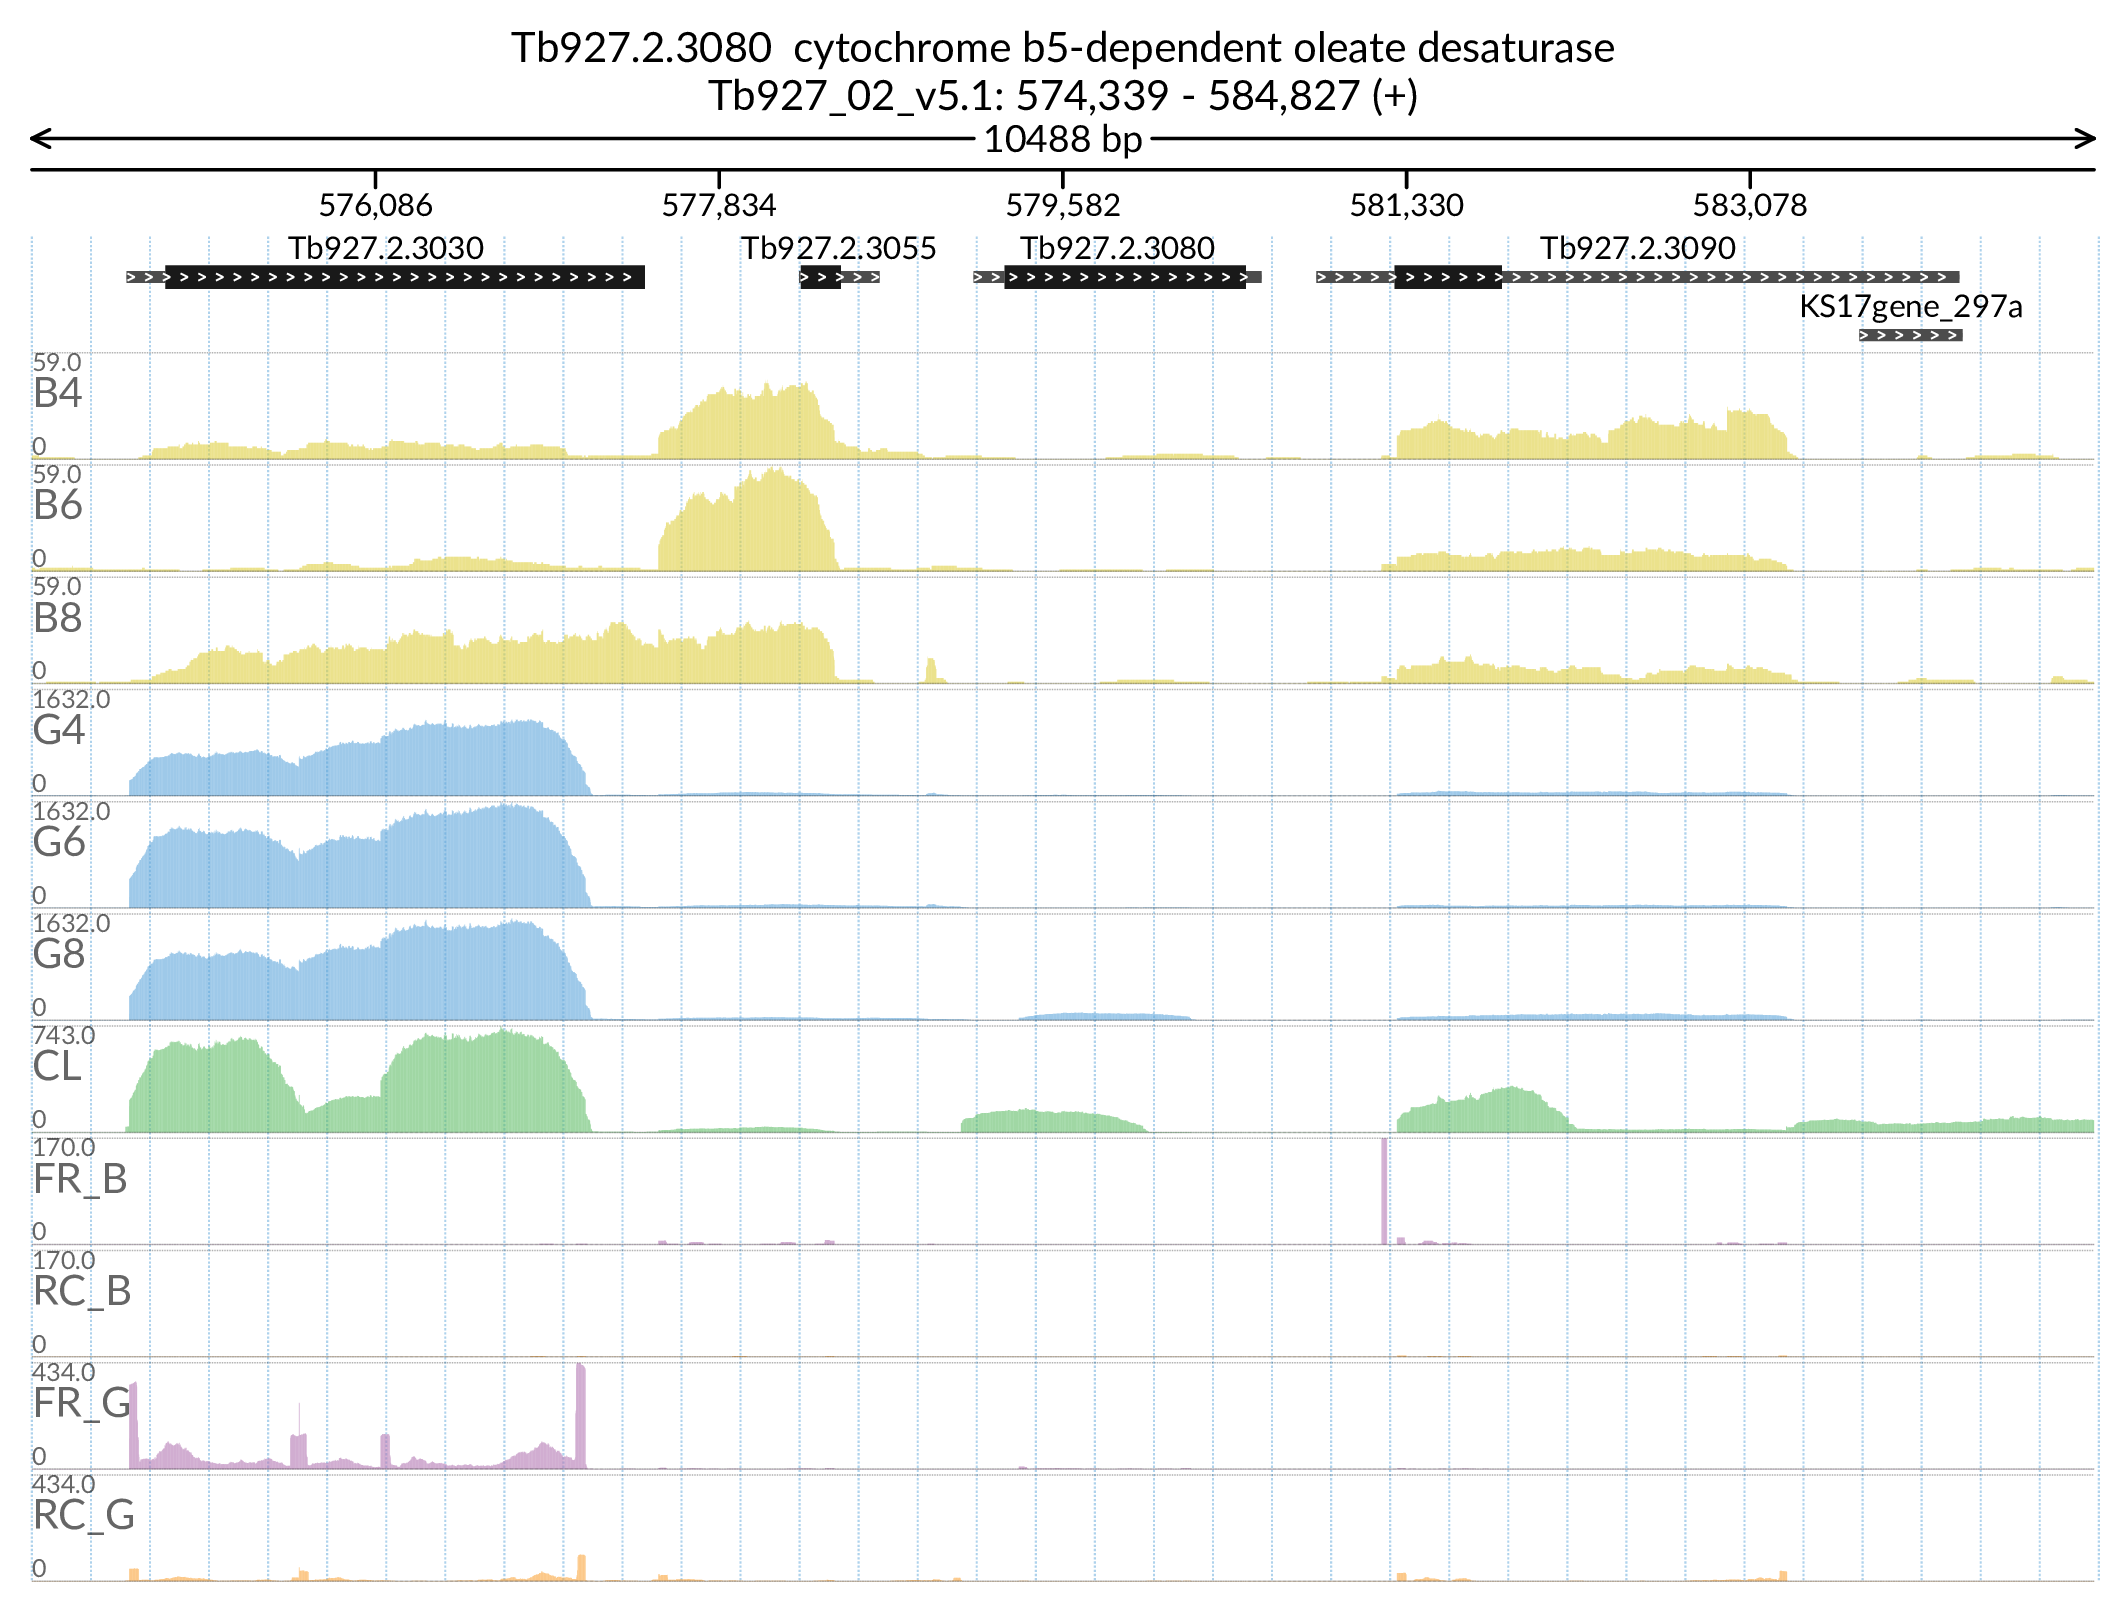 Tb927.2.3080 cytochrome b5-dependent oleate desaturase
Tb927_02_v5.1: 574,339 - 584,827 (+)
10488 bp
576,086 577,834 579,582 581,330 583,078
Tb927.2.3030 Tb927.2.3055 Tb927.2.3080 Tb927.2.3090
KS17gene_297a
59.0
B4
0
59.0
B6
0
59.0
B8
0
1632.0
G4
0
1632.0
G6
0
1632.0
G8
0
743.0
CL
0
170.0
FR_B
0
170.0
RC_B
0
434.0
FR_G
0
434.0
RC_G
0